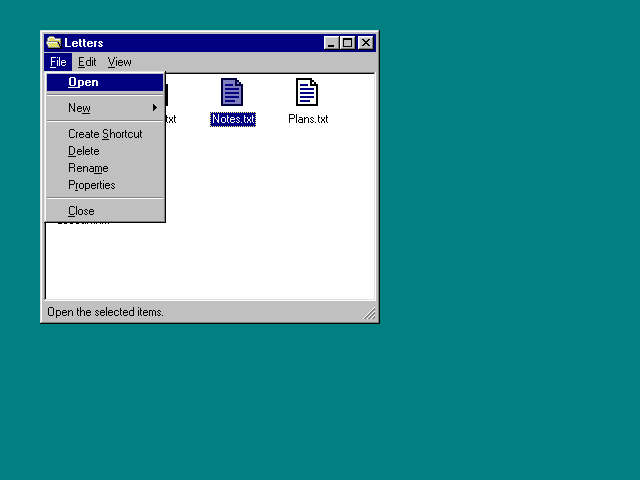 Letters
File Edit View
Open
New
Create Shortcut
Delete
Rename
Properties
Close
Notes.txt
Plans.txt
Open the selected items.